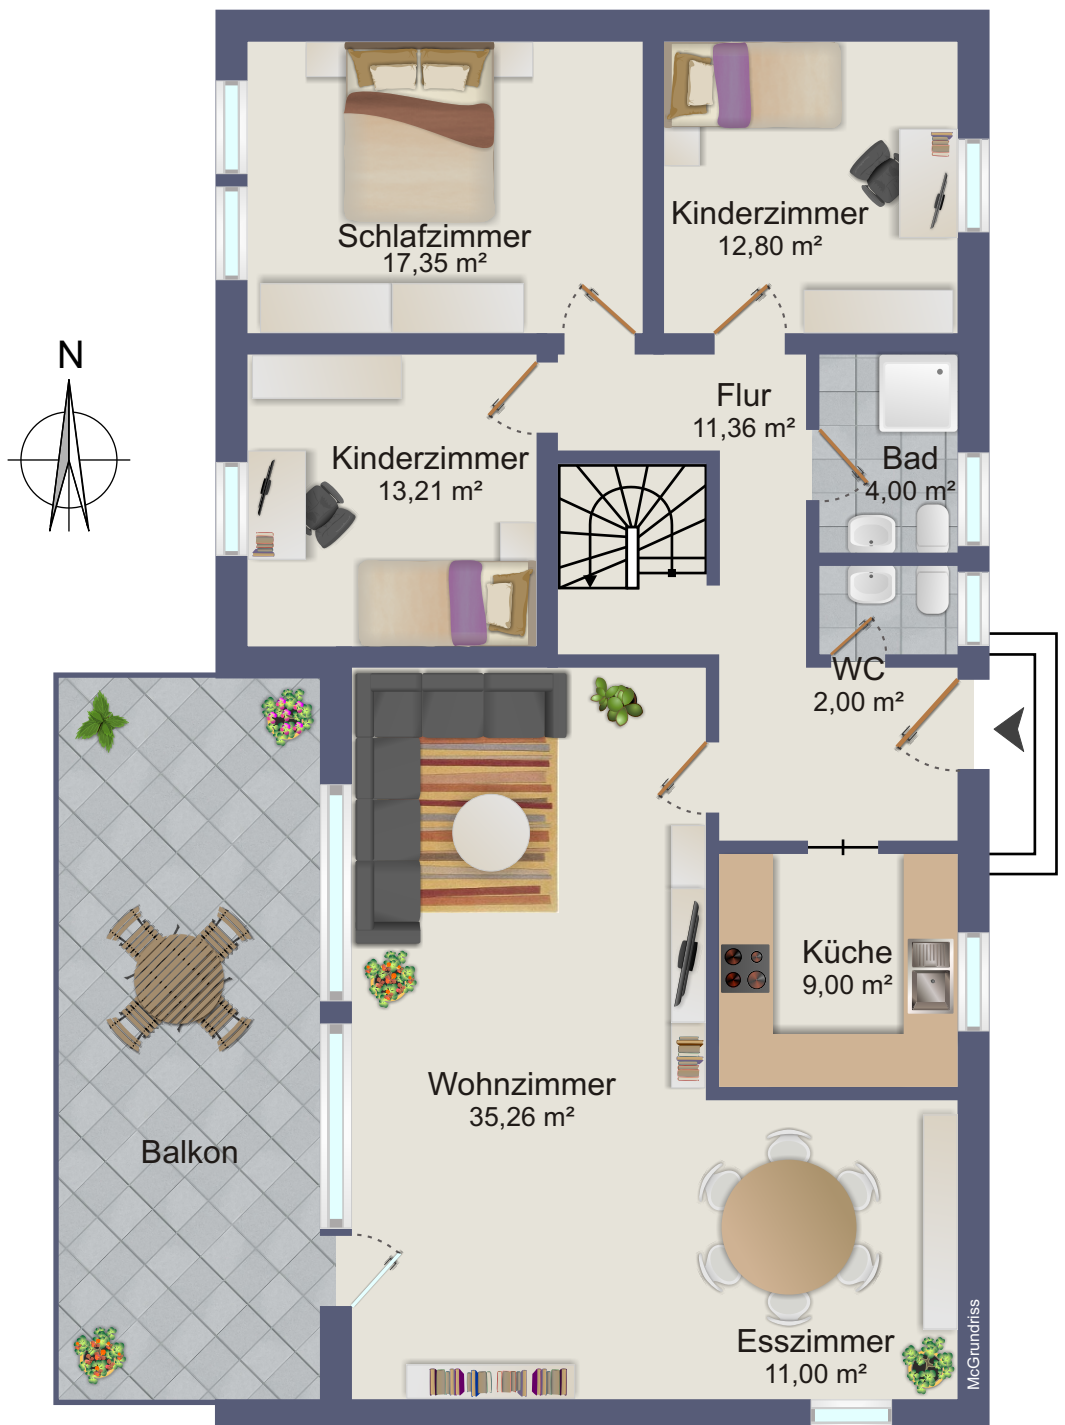 Schlafzimmer
17,35 m²
Kinderzimmer
12,80 m²
N
Flur
11,36 m²
Kinderzimmer
13,21 m²
Bad
4,00 m²
WC
2,00 m²
Küche
9,00 m²
Wohnzimmer
35,26 m²
Balkon
Esszimmer
11,00 m²
McGrundriss